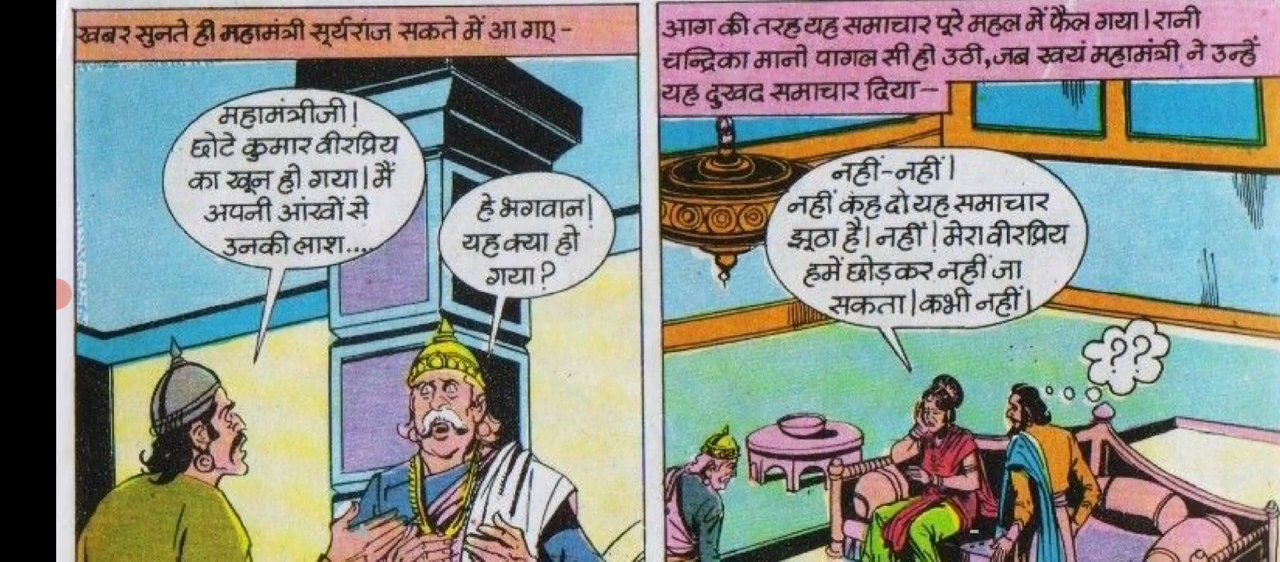 खबर सुनते ही महामंत्री सूर्यराज सकते में आ गए -
महामंत्रीजी!
छोटे कुमार वीरप्रिय
का खून हो गया। मैं
अपनी आंखों से
उनकी लाश....
हे भगवान!
यह क्या हो
गया?
आग की तरह यह समाचार पूरे महल में फैल गया। रानी
चन्द्रिका मानो पागल सी हो उठी, जब स्वयं महामंत्री ने उन्हें
यह दुखद समाचार दिया-
नहीं-नहीं।
नहीं कह दो यह समाचार
झूठा है। नहीं! मेरा वीरप्रिय
हमें छोड़ कर नहीं जा
सकता। कभी नहीं।
??